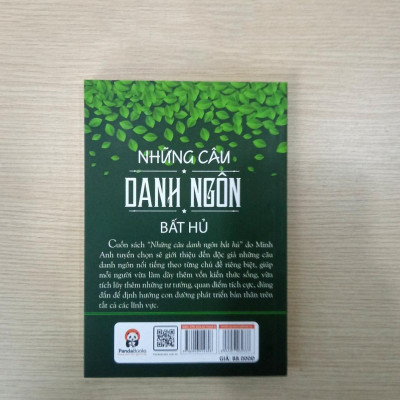 NHỮNG CÂU
DANH NGÔN
BẤT HỦ
Cuốn sách "Những câu danh ngôn bất hủ" do Minh
Anh tuyển chọn sẽ giới thiệu đến độc giả những câu
danh ngôn nổi tiếng theo từng chủ đề riêng biệt, giúp
mỗi người vừa làm dày thêm vốn kiến thức sống, vừa
tích lũy thêm những tư tưởng, quan điểm tích cực, đúng
đắn để định hướng con đường phát triển bản thân trên
tất cả các lĩnh vực.
PandaBooks
GIÁ: 88.000Đ